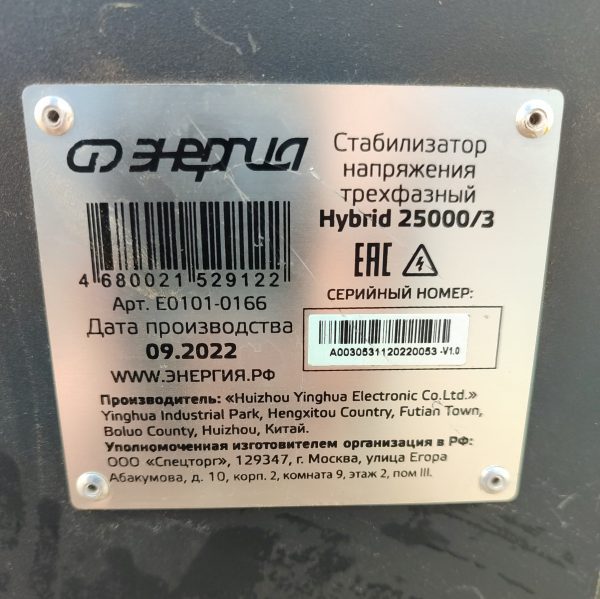 ЭНЕРГИЯ
Стабилизатор
напряжения
трехфазный
Hybrid 25000/3
EAC
СЕРИЙНЫЙ НОМЕР:
A0030531120220053 -V1.0
4 680021 529122
Арт. E0101-0166
Дата производства
09.2022
WWW.ЭНЕРГИЯ.РФ
Производитель: «Huizhou Yinghua Electronic Co.Ltd.»
Yinghua Industrial Park, Hengxitou Country, Futian Town,
Boluo County, Huizhou, Китай.
Уполномоченная изготовителем организация в РФ:
ООО «Спецторг», 129347, г. Москва, улица Егора
Абакумова, д. 10, корп. 2, комната 9, этаж 2, пом III.